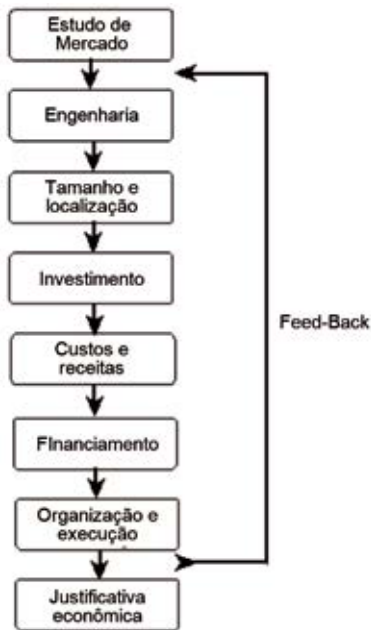 Estudo de
Mercado
Engenharia
Tamanho e
localização
Investimento
Feed-Back
Custos e
receitas
FInanciamento
Organização e
execução
Justificativa
econômica